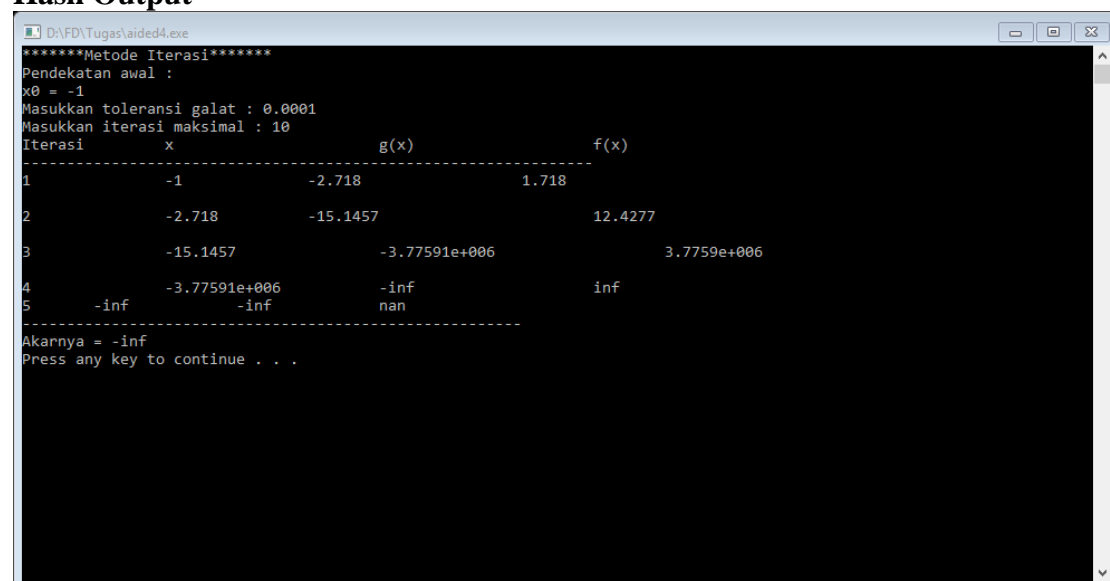 Hasil Output
D:\FD\Tugas\aided4.exe
*******Metode Iterasi*******
Pendekatan awal :
x0 = -1
Masukkan toleransi galat : 0.0001
Masukkan iterasi maksimal : 10
Iterasi x g(x) f(x)
--------------------------------------------------------------------------------
1 -1 -2.718 1.718
2 -2.718 -15.1457 12.4277
3 -15.1457 -3.77591e+006 3.7759e+006
4 -3.77591e+006 -inf inf
5 -inf -inf nan
----------------------------------------------------------------------
Akarnya = -inf
Press any key to continue . . .